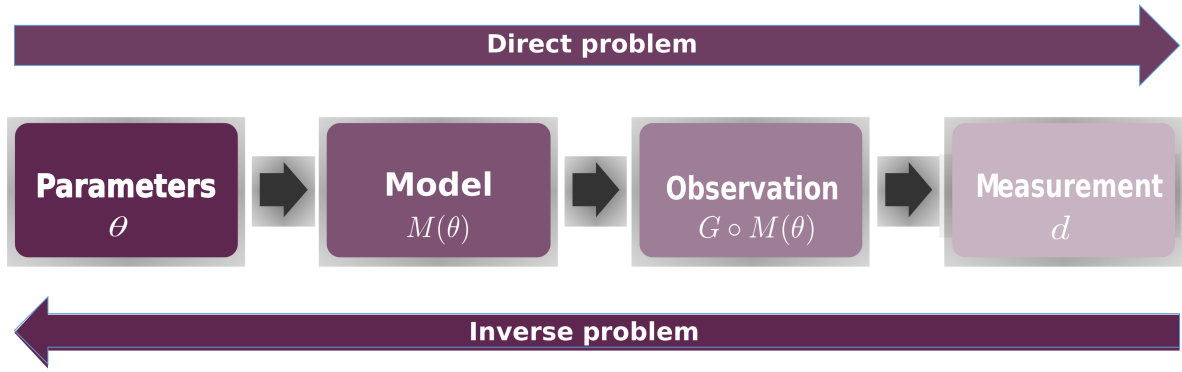 Direct problem
Parameters
θ
Model
M(θ)
Observation
G ∘ M(θ)
Measurement
d
Inverse problem